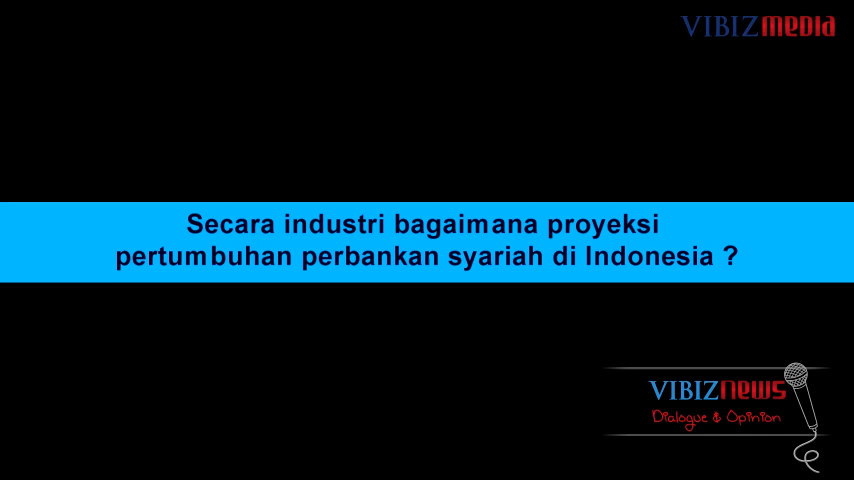 VIBIZmedia
Secara industri bagaimana proyeksi
pertumbuhan perbankan syariah di Indonesia ?
VIBIZnews
Dialogue & Opinion